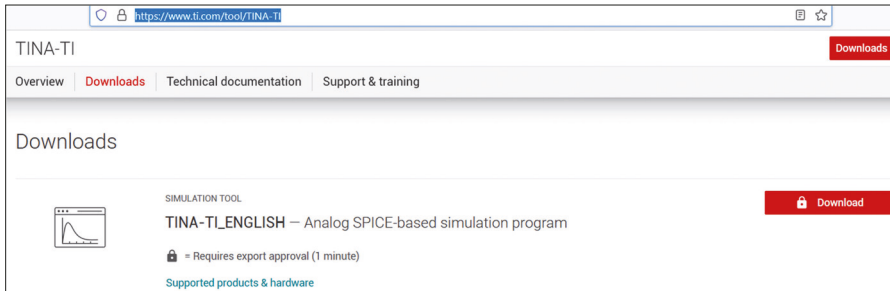 https://www.ti.com/tool/TINA-TI
TINA-TI
Downloads
Overview Downloads Technical documentation Support & training
Downloads
SIMULATION TOOL
TINA-TI_ENGLISH — Analog SPICE-based simulation program
Download
= Requires export approval (1 minute)
Supported products & hardware